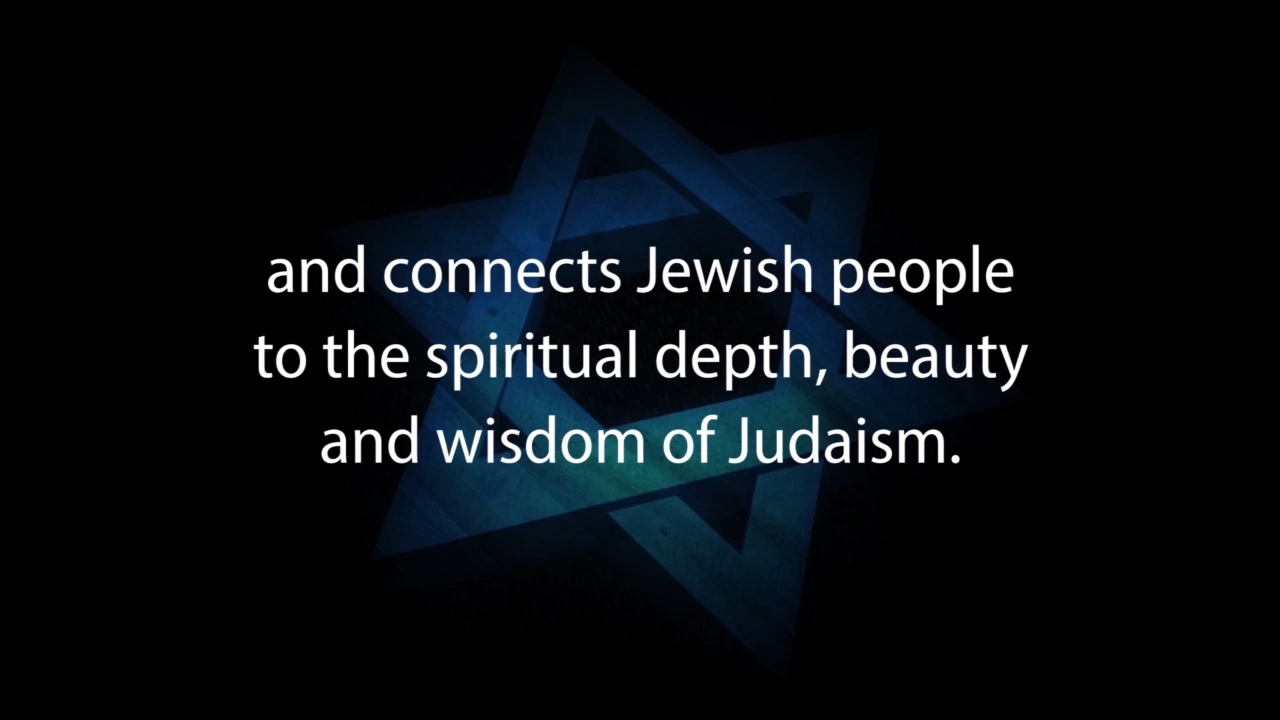 and connects Jewish people
to the spiritual depth, beauty
and wisdom of Judaism.